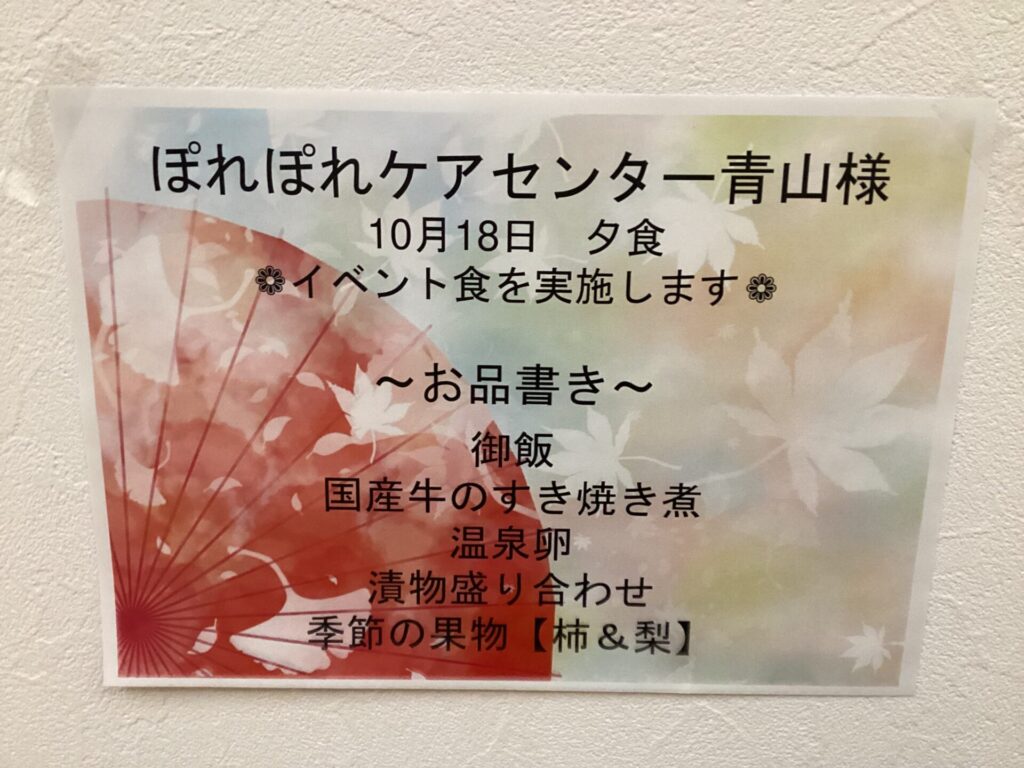 ぽれぽれケアセンター青山様
10月18日　夕食
❁イベント食を実施します❁
～お品書き～
御飯
国産牛のすき焼き煮
温泉卵
漬物盛り合わせ
季節の果物【柿＆梨】